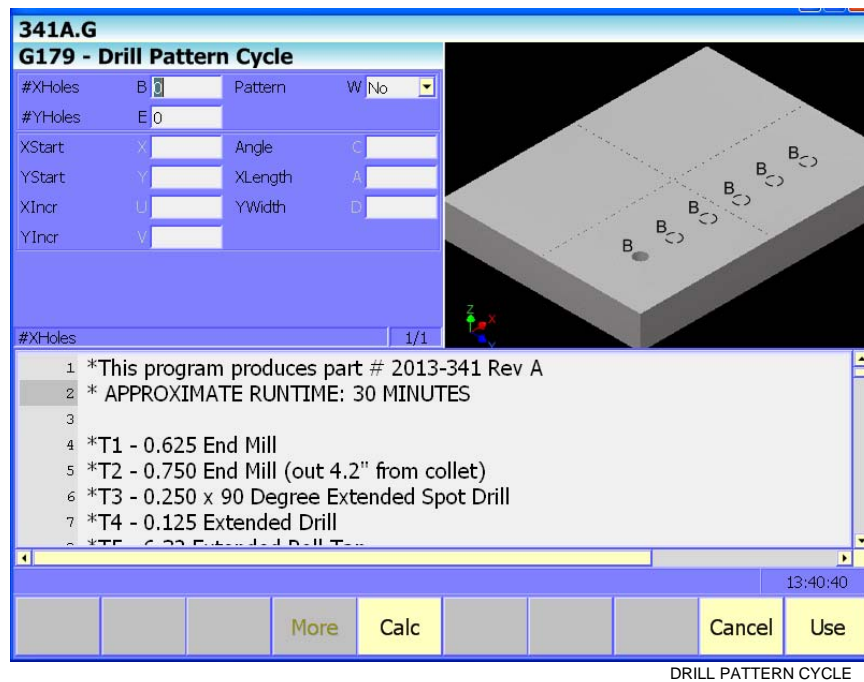 341A.G
G179 - Drill Pattern Cycle
#XHoles B 0 Pattern W No
#YHoles E 0
XStart X Angle C
YStart Y XLength A
XIncr U YWidth D
YIncr V
B B B B B B
Z X Y
#XHoles 1/1
1 *This program produces part # 2013-341 Rev A
2 * APPROXIMATE RUNTIME: 30 MINUTES
3
4 *T1 - 0.625 End Mill
5 *T2 - 0.750 End Mill (out 4.2" from collet)
6 *T3 - 0.250 x 90 Degree Extended Spot Drill
7 *T4 - 0.125 Extended Drill
13:40:40
More Calc Cancel Use
DRILL PATTERN CYCLE